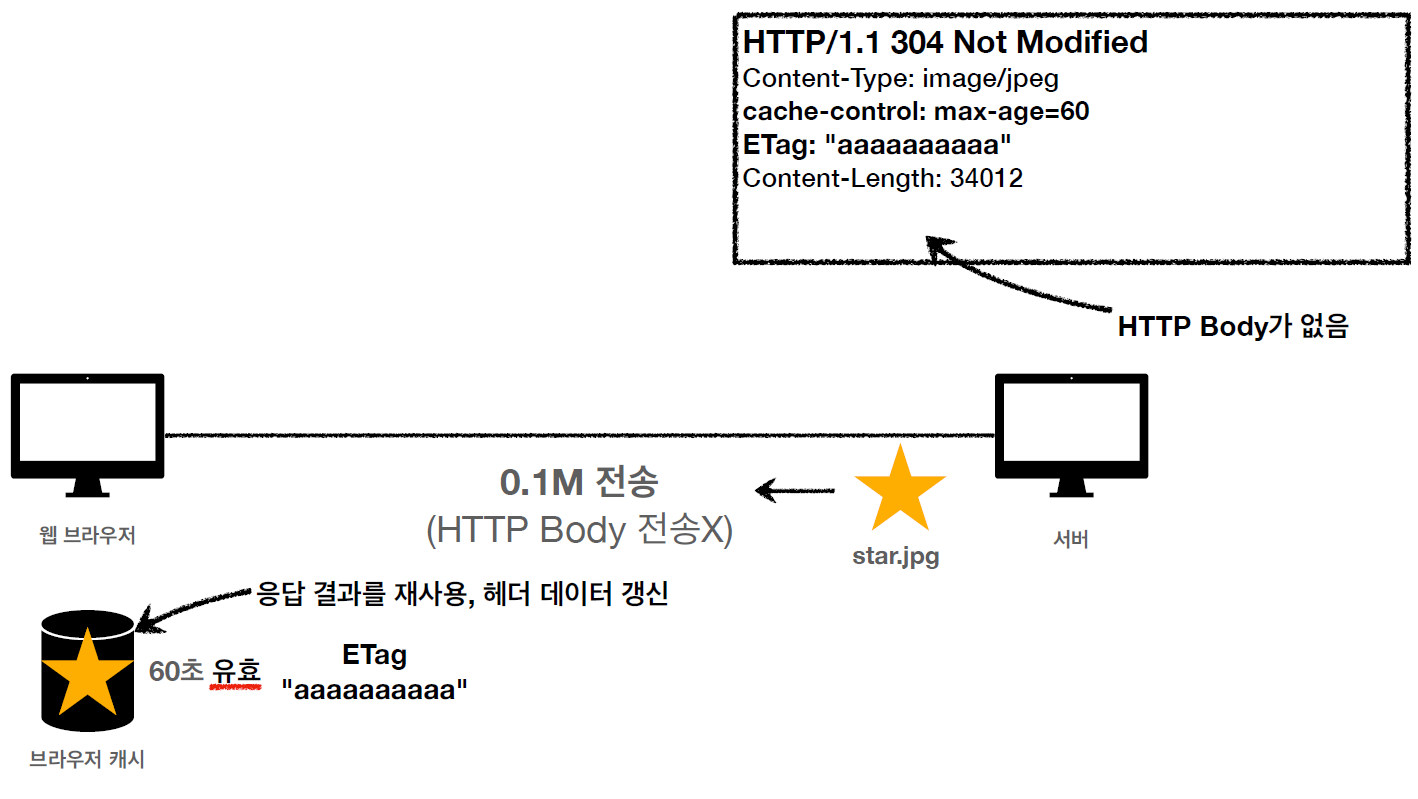 HTTP/1.1 304 Not Modified
Content-Type: image/jpeg
cache-control: max-age=60
ETag: "aaaaaaaaaa"
Content-Length: 34012
HTTP Body가 없음
0.1M 전송
(HTTP Body 전송X)
star.jpg
웹 브라우저
서버
응답 결과를 재사용, 헤더 데이터 갱신
60초 유효
ETag
"aaaaaaaaaa"
브라우저 캐시